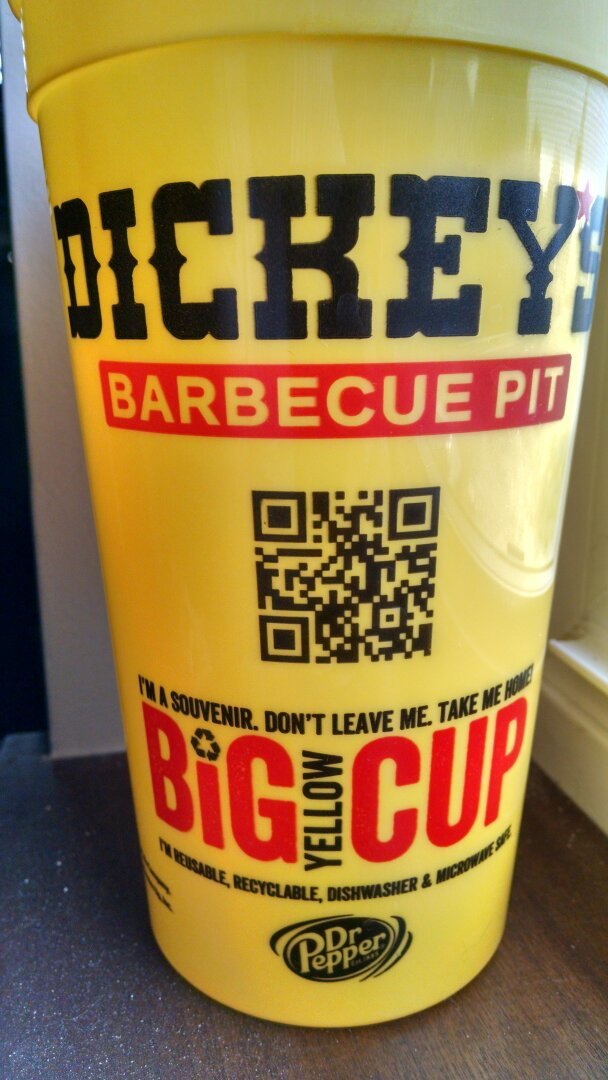 DICKEY'S
BARBECUE PIT
I'M A SOUVENIR. DON'T LEAVE ME. TAKE ME HOME!
BiG YELLOW CUP
I'M REUSABLE, RECYCLABLE, DISHWASHER & MICROWAVE SAFE.
Dr Pepper